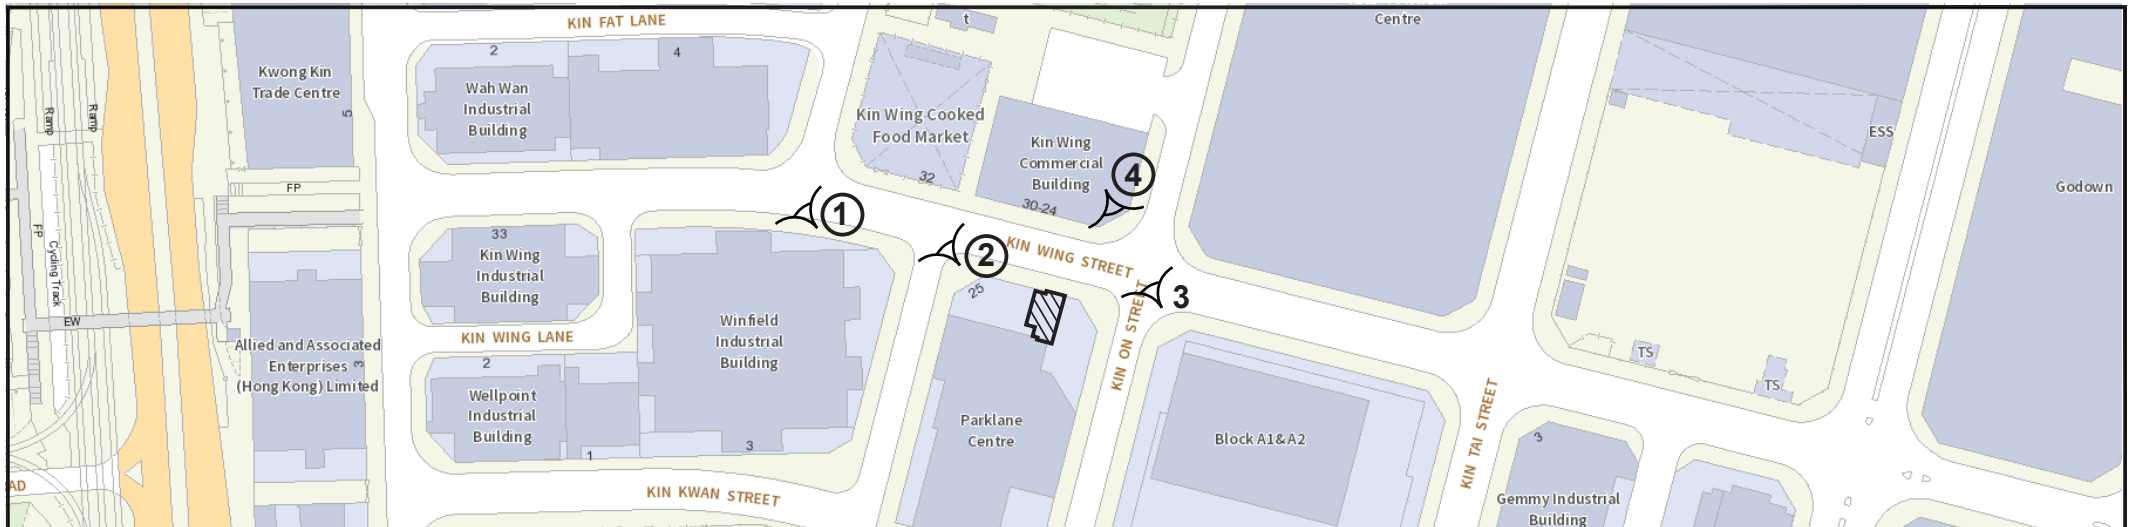 KIN FAT LANE
t
Centre
2
4
Kwong Kin
Trade Centre
5
Wah Wan
Industrial
Building
Kin Wing Cooked
Food Market
32
Kin Wing
Commercial
Building
30-24
4
ESS
Godown
Ramp
Ramp
FP
FP
Cycling Track
EW
1
2
KIN WING STREET
3
33
Kin Wing
Industrial
Building
KIN WING LANE
25
KIN ON STREET
Allied and Associated
Enterprises
(Hong Kong) Limited
3
Winfield
Industrial
Building
3
2
Wellpoint
Industrial
Building
1
Parklane
Centre
Block A1&A2
TS
TS
KIN TAI STREET
3
Gemmy Industrial
Building
KIN KWAN STREET
AD